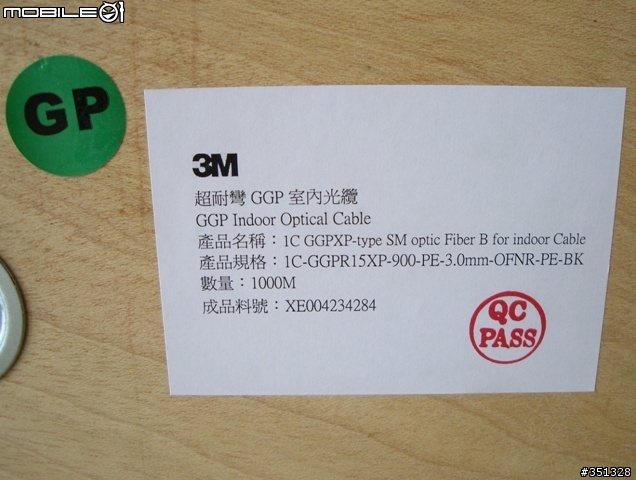 MOBILE01
GP
3M
超耐彎 GGP 室內光纜
GGP Indoor Optical Cable
產品名稱：1C GGPXP-type SM optic Fiber B for indoor Cable
產品規格：1C-GGPR15XP-900-PE-3.0mm-OFNR-PE-BK
數量：1000M
成品料號：XE004234284
QC
PASS
#351328